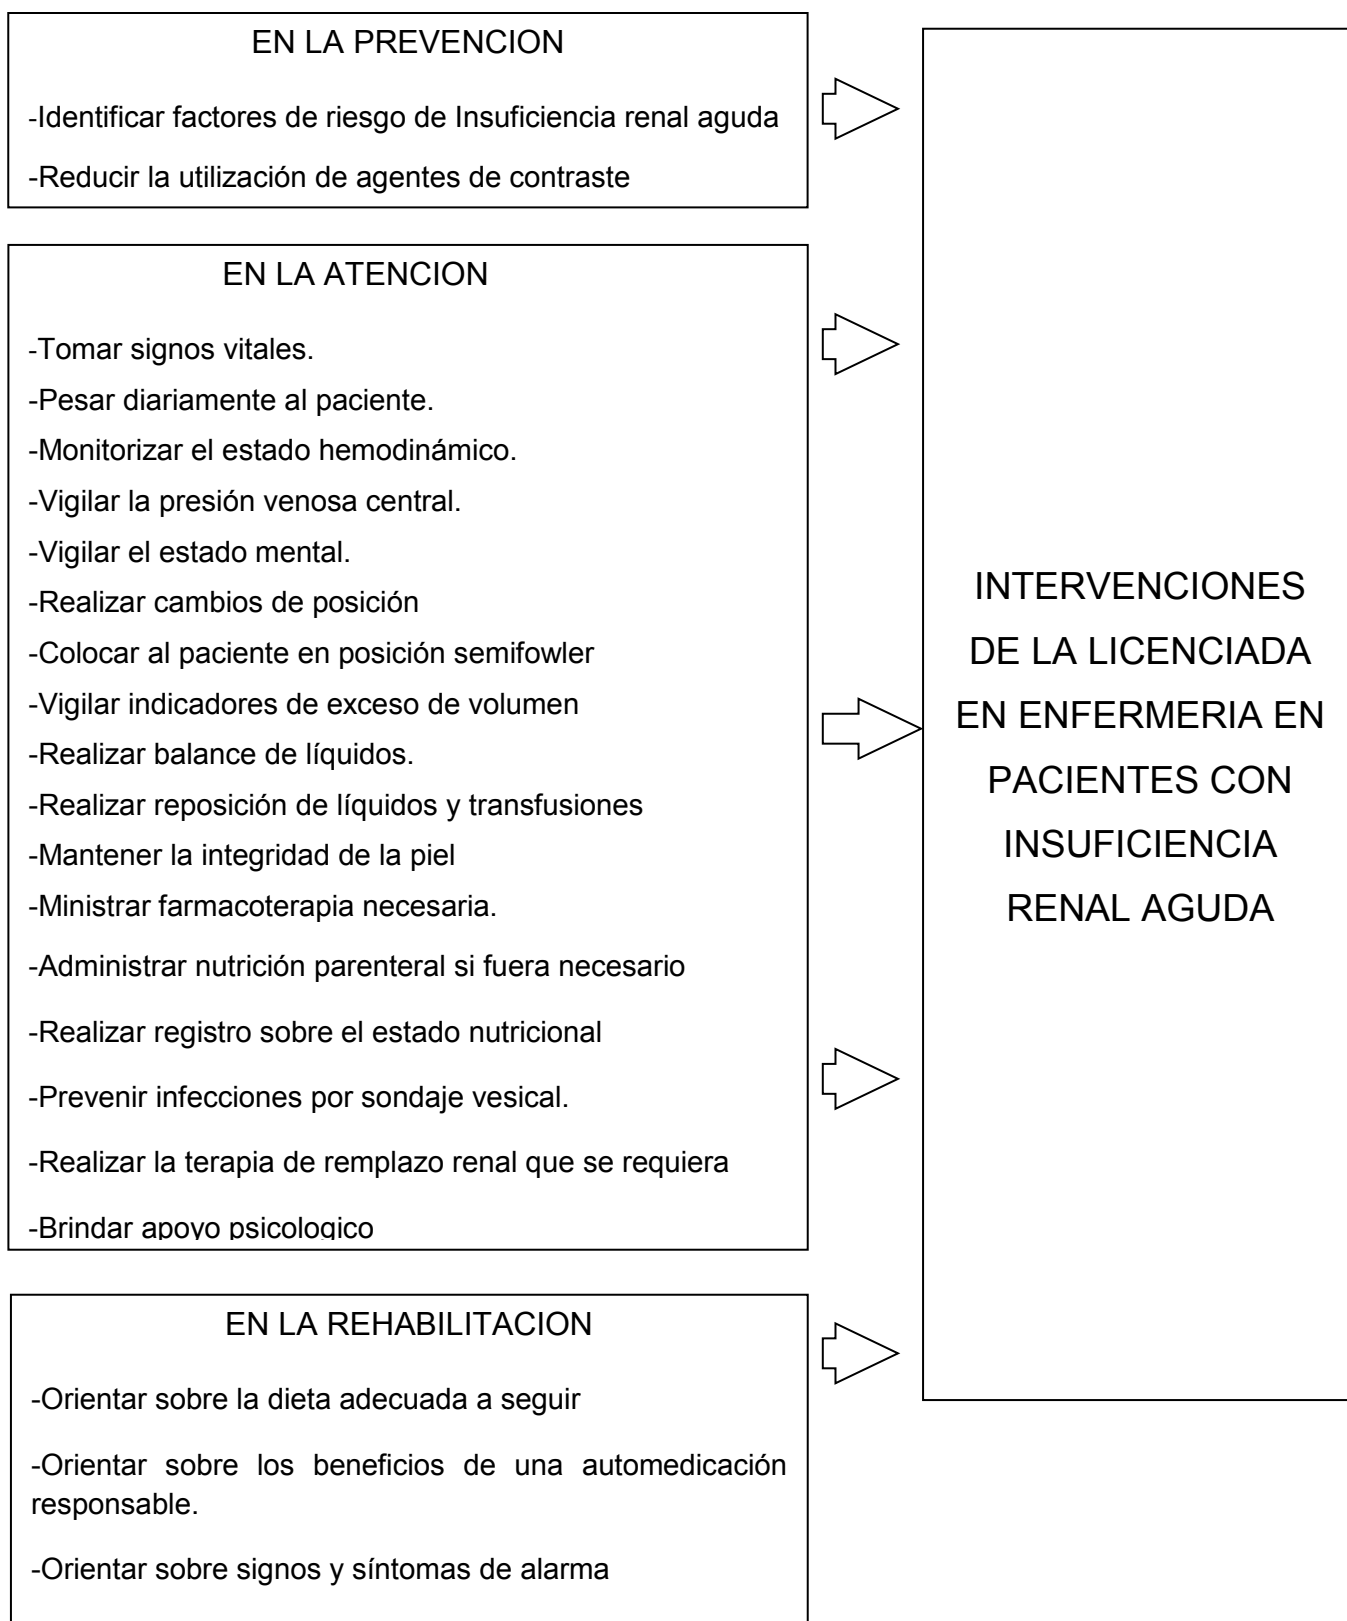 EN LA PREVENCION
-Identificar factores de riesgo de Insuficiencia renal aguda
-Reducir la utilización de agentes de contraste
EN LA ATENCION
-Tomar signos vitales.
-Pesar diariamente al paciente.
-Monitorizar el estado hemodinámico.
-Vigilar la presión venosa central.
-Vigilar el estado mental.
-Realizar cambios de posición
-Colocar al paciente en posición semifowler
-Vigilar indicadores de exceso de volumen
-Realizar balance de líquidos.
-Realizar reposición de líquidos y transfusiones
-Mantener la integridad de la piel
-Ministrar farmacoterapia necesaria.
-Administrar nutrición parenteral si fuera necesario
-Realizar registro sobre el estado nutricional
-Prevenir infecciones por sondaje vesical.
-Realizar la terapia de remplazo renal que se requiera
-Brindar apoyo psicologico
EN LA REHABILITACION
-Orientar sobre la dieta adecuada a seguir
-Orientar sobre los beneficios de una automedicación
responsable.
-Orientar sobre signos y síntomas de alarma
INTERVENCIONES
DE LA LICENCIADA
EN ENFERMERIA EN
PACIENTES CON
INSUFICIENCIA
RENAL AGUDA